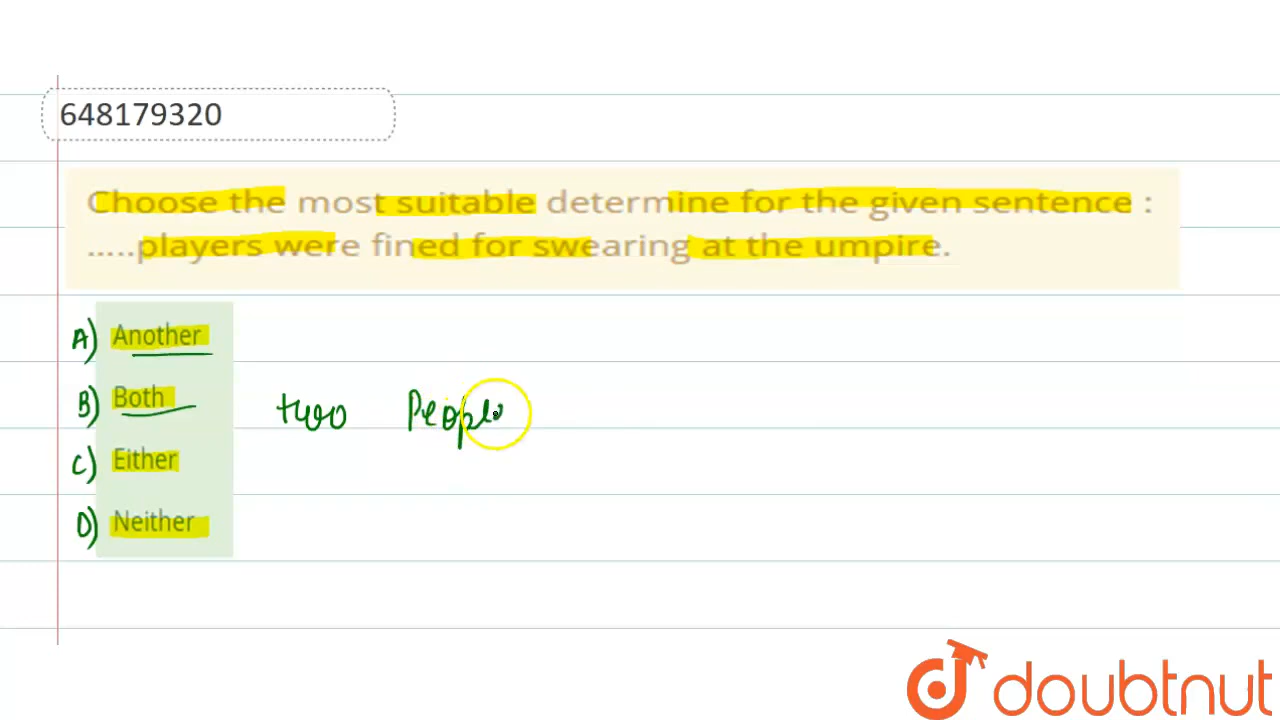 648179320
Choose the most suitable determine for the given sentence :
.....players were fined for swearing at the umpire.
A) Another
B) Both two People
C) Either
D) Neither
doubtnut